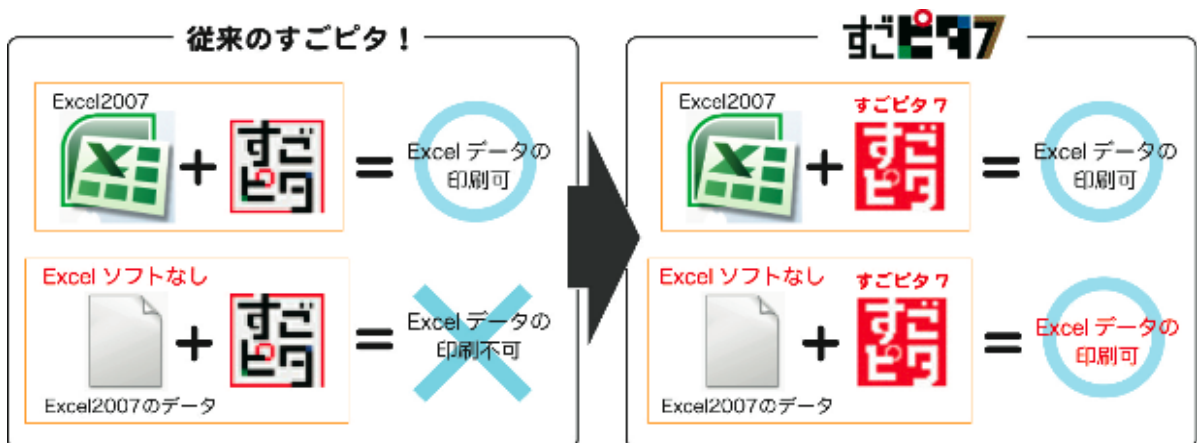 従来のすごピタ！
Excel2007
+
すご
ピタ
=
Excel データの
印刷可
Excel ソフトなし
+
すご
ピタ
=
Excel データの
印刷不可
Excel2007のデータ
すごピタ7
Excel2007
+
すごピタ 7
すご
ピタ
=
Excel データの
印刷可
Excel ソフトなし
+
すごピタ 7
すご
ピタ
=
Excel データの
印刷可
Excel2007のデータ